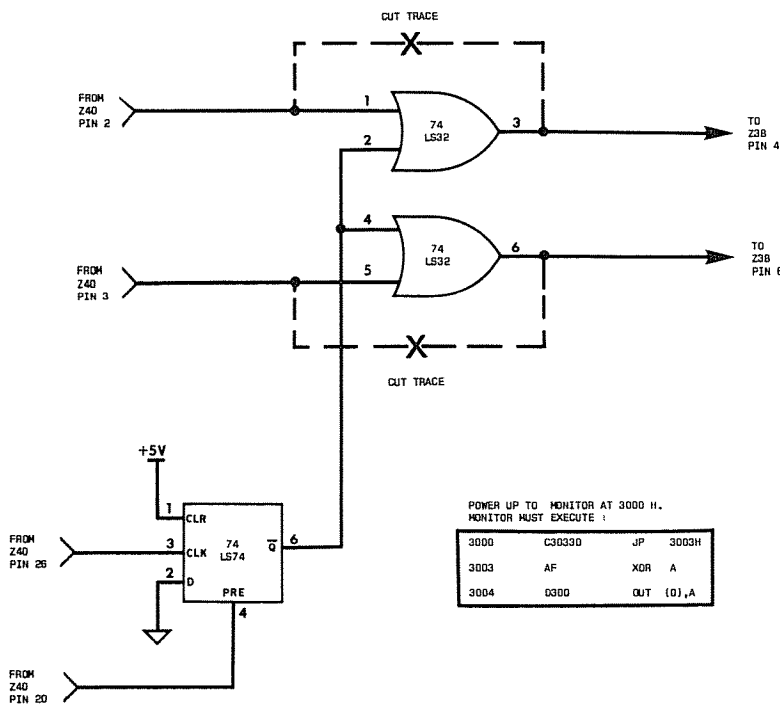 CUT TRACE
FROM
Z40
PIN 2
1
2
74
LS32
3
TO
Z38
PIN 4
FROM
Z40
PIN 3
4
5
74
LS32
6
TO
Z38
PIN 6
CUT TRACE
+5V
1
CLR
FROM
Z40
PIN 26
3
CLK
74
LS74
Q̅
6
2
D
PRE
4
FROM
Z40
PIN 20
POWER UP TO MONITOR AT 3000 H.
MONITOR MUST EXECUTE :
3000 C30330 JP 3003H
3003 AF XOR A
3004 D300 OUT (0),A